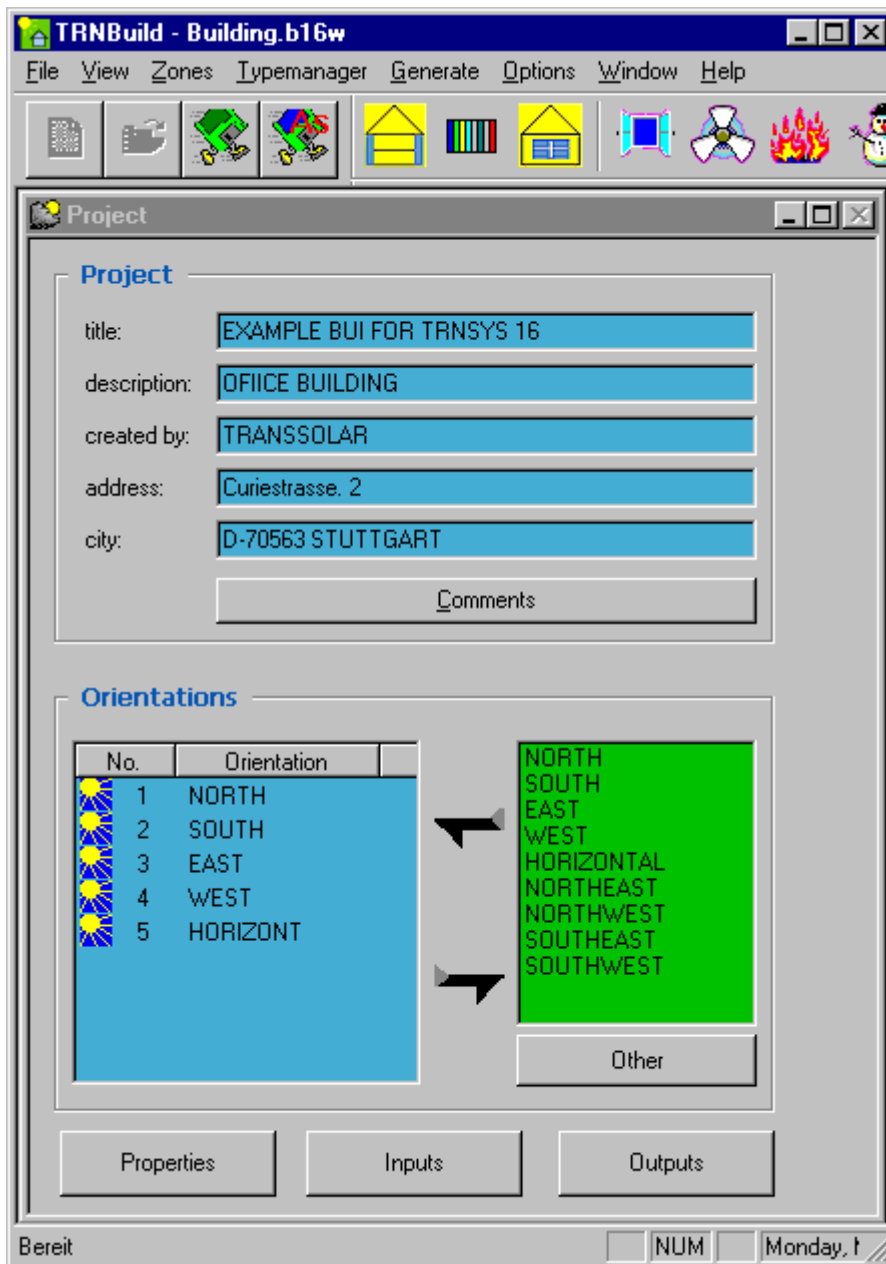 TRNBuild - Building.b16w
File View Zones Typemanager Generate Options Window Help
AS
Project
Project
title: EXAMPLE BUI FOR TRNSYS 16
description: OFIICE BUILDING
created by: TRANSSOLAR
address: Curiestrasse. 2
city: D-70563 STUTTGART
Comments
Orientations
No. Orientation
1 NORTH
2 SOUTH
3 EAST
4 WEST
5 HORIZONT
NORTH
SOUTH
EAST
WEST
HORIZONTAL
NORTHEAST
NORTHWEST
SOUTHEAST
SOUTHWEST
Other
Properties Inputs Outputs
Bereit NUM Monday,